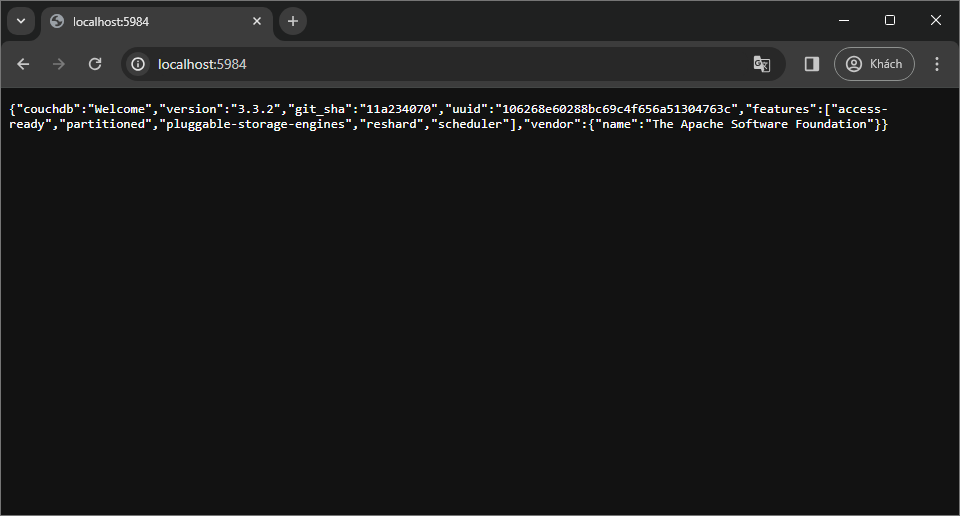 localhost:5984
localhost:5984
Khách
{"couchdb":"Welcome","version":"3.3.2","git_sha":"11a234070","uuid":"106268e60288bc69c4f656a51304763c","features":["access-
ready","partitioned","pluggable-storage-engines","reshard","scheduler"],"vendor":{"name":"The Apache Software Foundation"}}